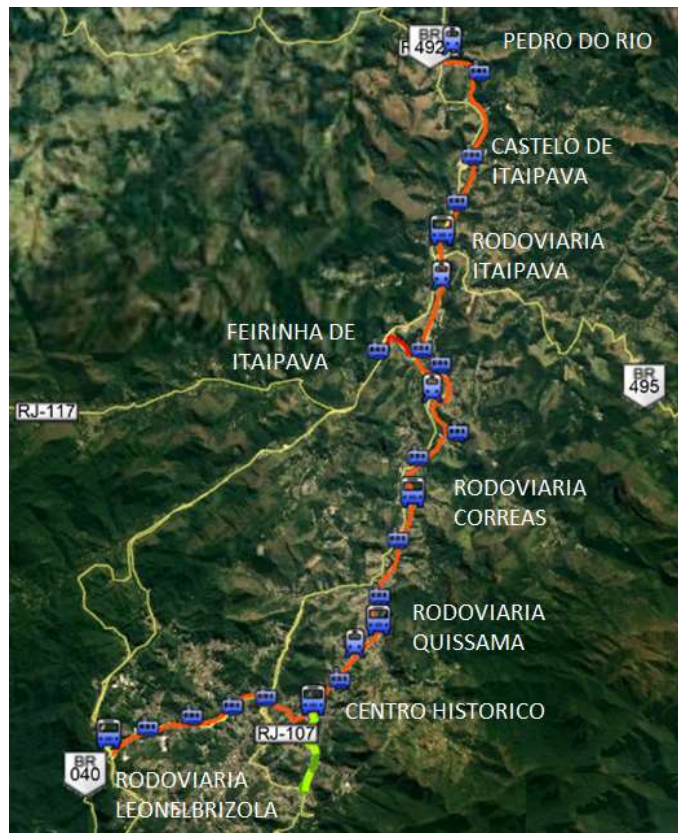 BR
492
PEDRO DO RIO
CASTELO DE
ITAIPAVA
RODOVIARIA
ITAIPAVA
FEIRINHA DE
ITAIPAVA
BR
495
RJ-117
RODOVIARIA
CORREAS
RODOVIARIA
QUISSAMA
CENTRO HISTORICO
RJ-107
BR
040
RODOVIARIA
LEONELBRIZOLA